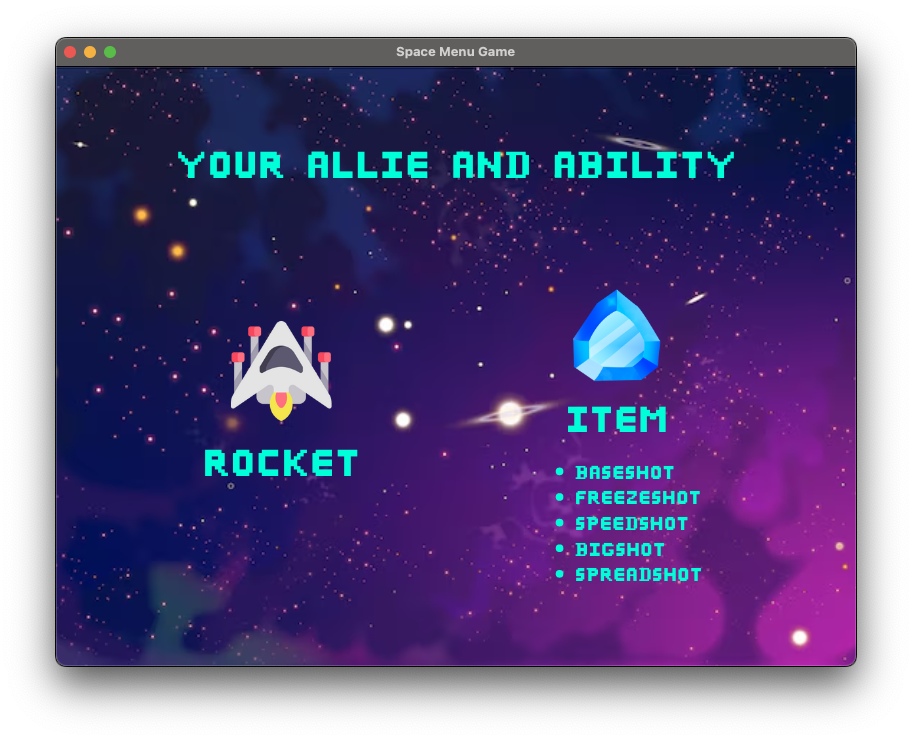 Space Menu Game
YOUR ALLIE AND ABILITY
ROCKET
ITEM
• BASESHOT
• FREEZESHOT
• SPEEDSHOT
• BIGSHOT
• SPREADSHOT